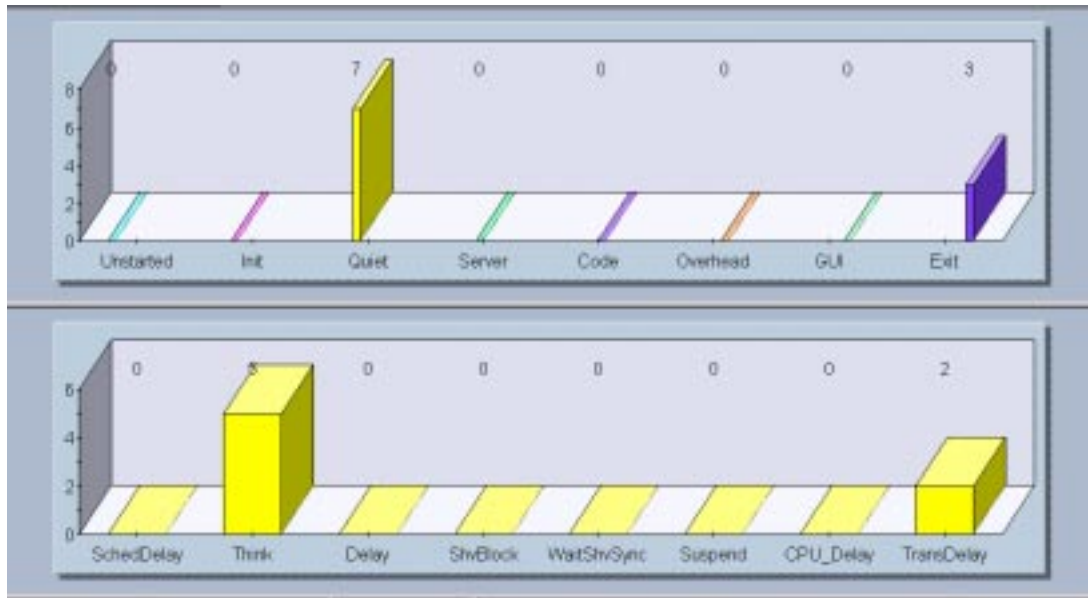 0 0 7 0 0 0 0 3
8
6
4
2
0
Unstarted Init Quiet Server Code Overhead GUI Exit
0 5 0 0 0 0 0 2
6
4
2
0
SchedDelay Think Delay ShvBlock WaitShvSync Suspend CPU_Delay TransDelay